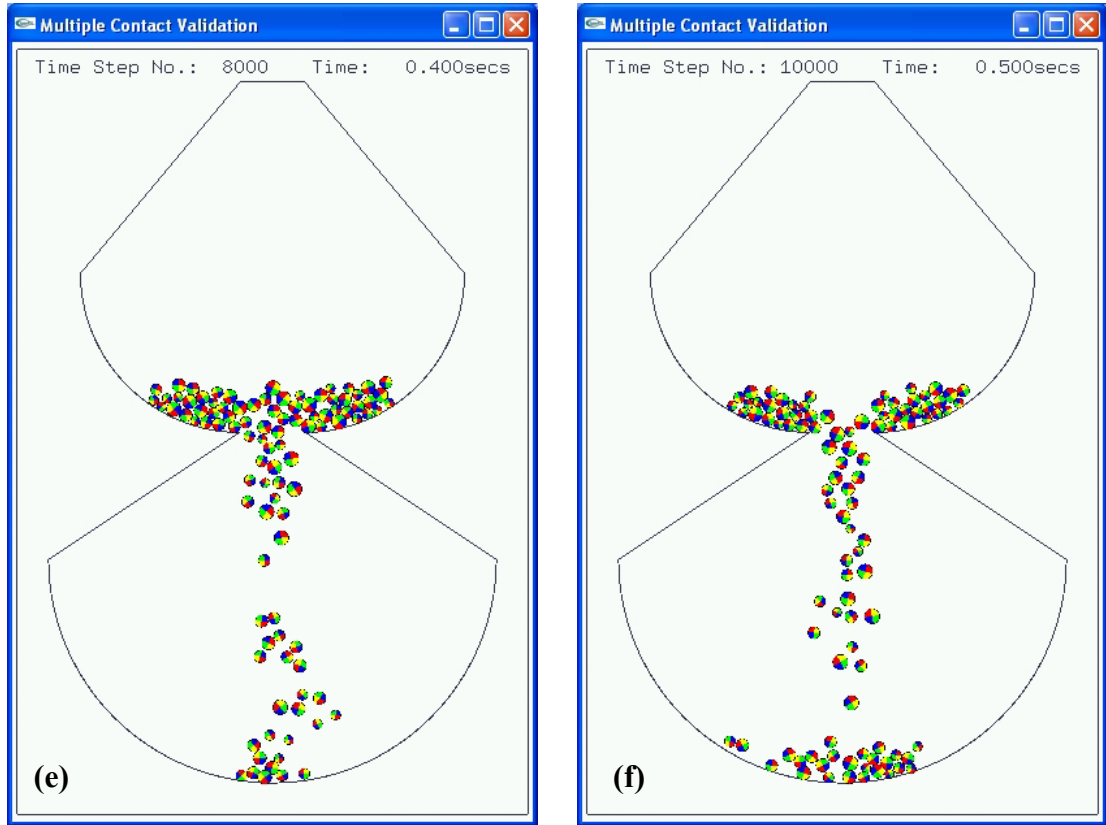 Multiple Contact Validation
Time Step No.: 8000 Time: 0.400secs
(e)
Multiple Contact Validation
Time Step No.: 10000 Time: 0.500secs
(f)